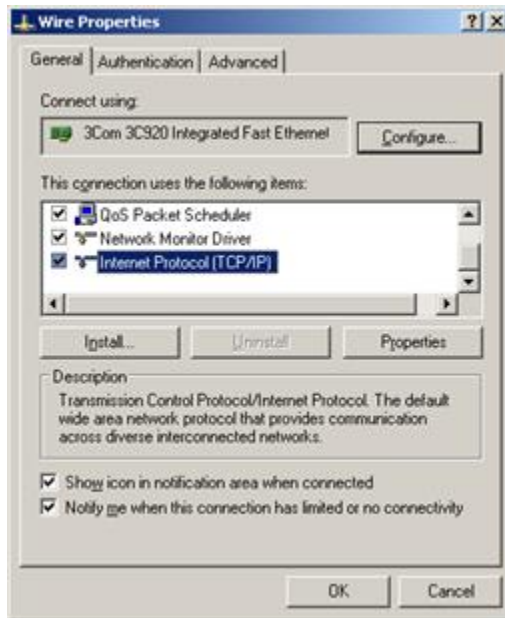 Wire Properties
General Authentication Advanced
Connect using:
3Com 3C920 Integrated Fast Ethernet Configure...
This connection uses the following items:
QoS Packet Scheduler
Network Monitor Driver
Internet Protocol (TCP/IP)
Install... Uninstall Properties
Description
Transmission Control Protocol/Internet Protocol. The default
wide area network protocol that provides communication
across diverse interconnected networks.
Show icon in notification area when connected
Notify me when this connection has limited or no connectivity
OK Cancel